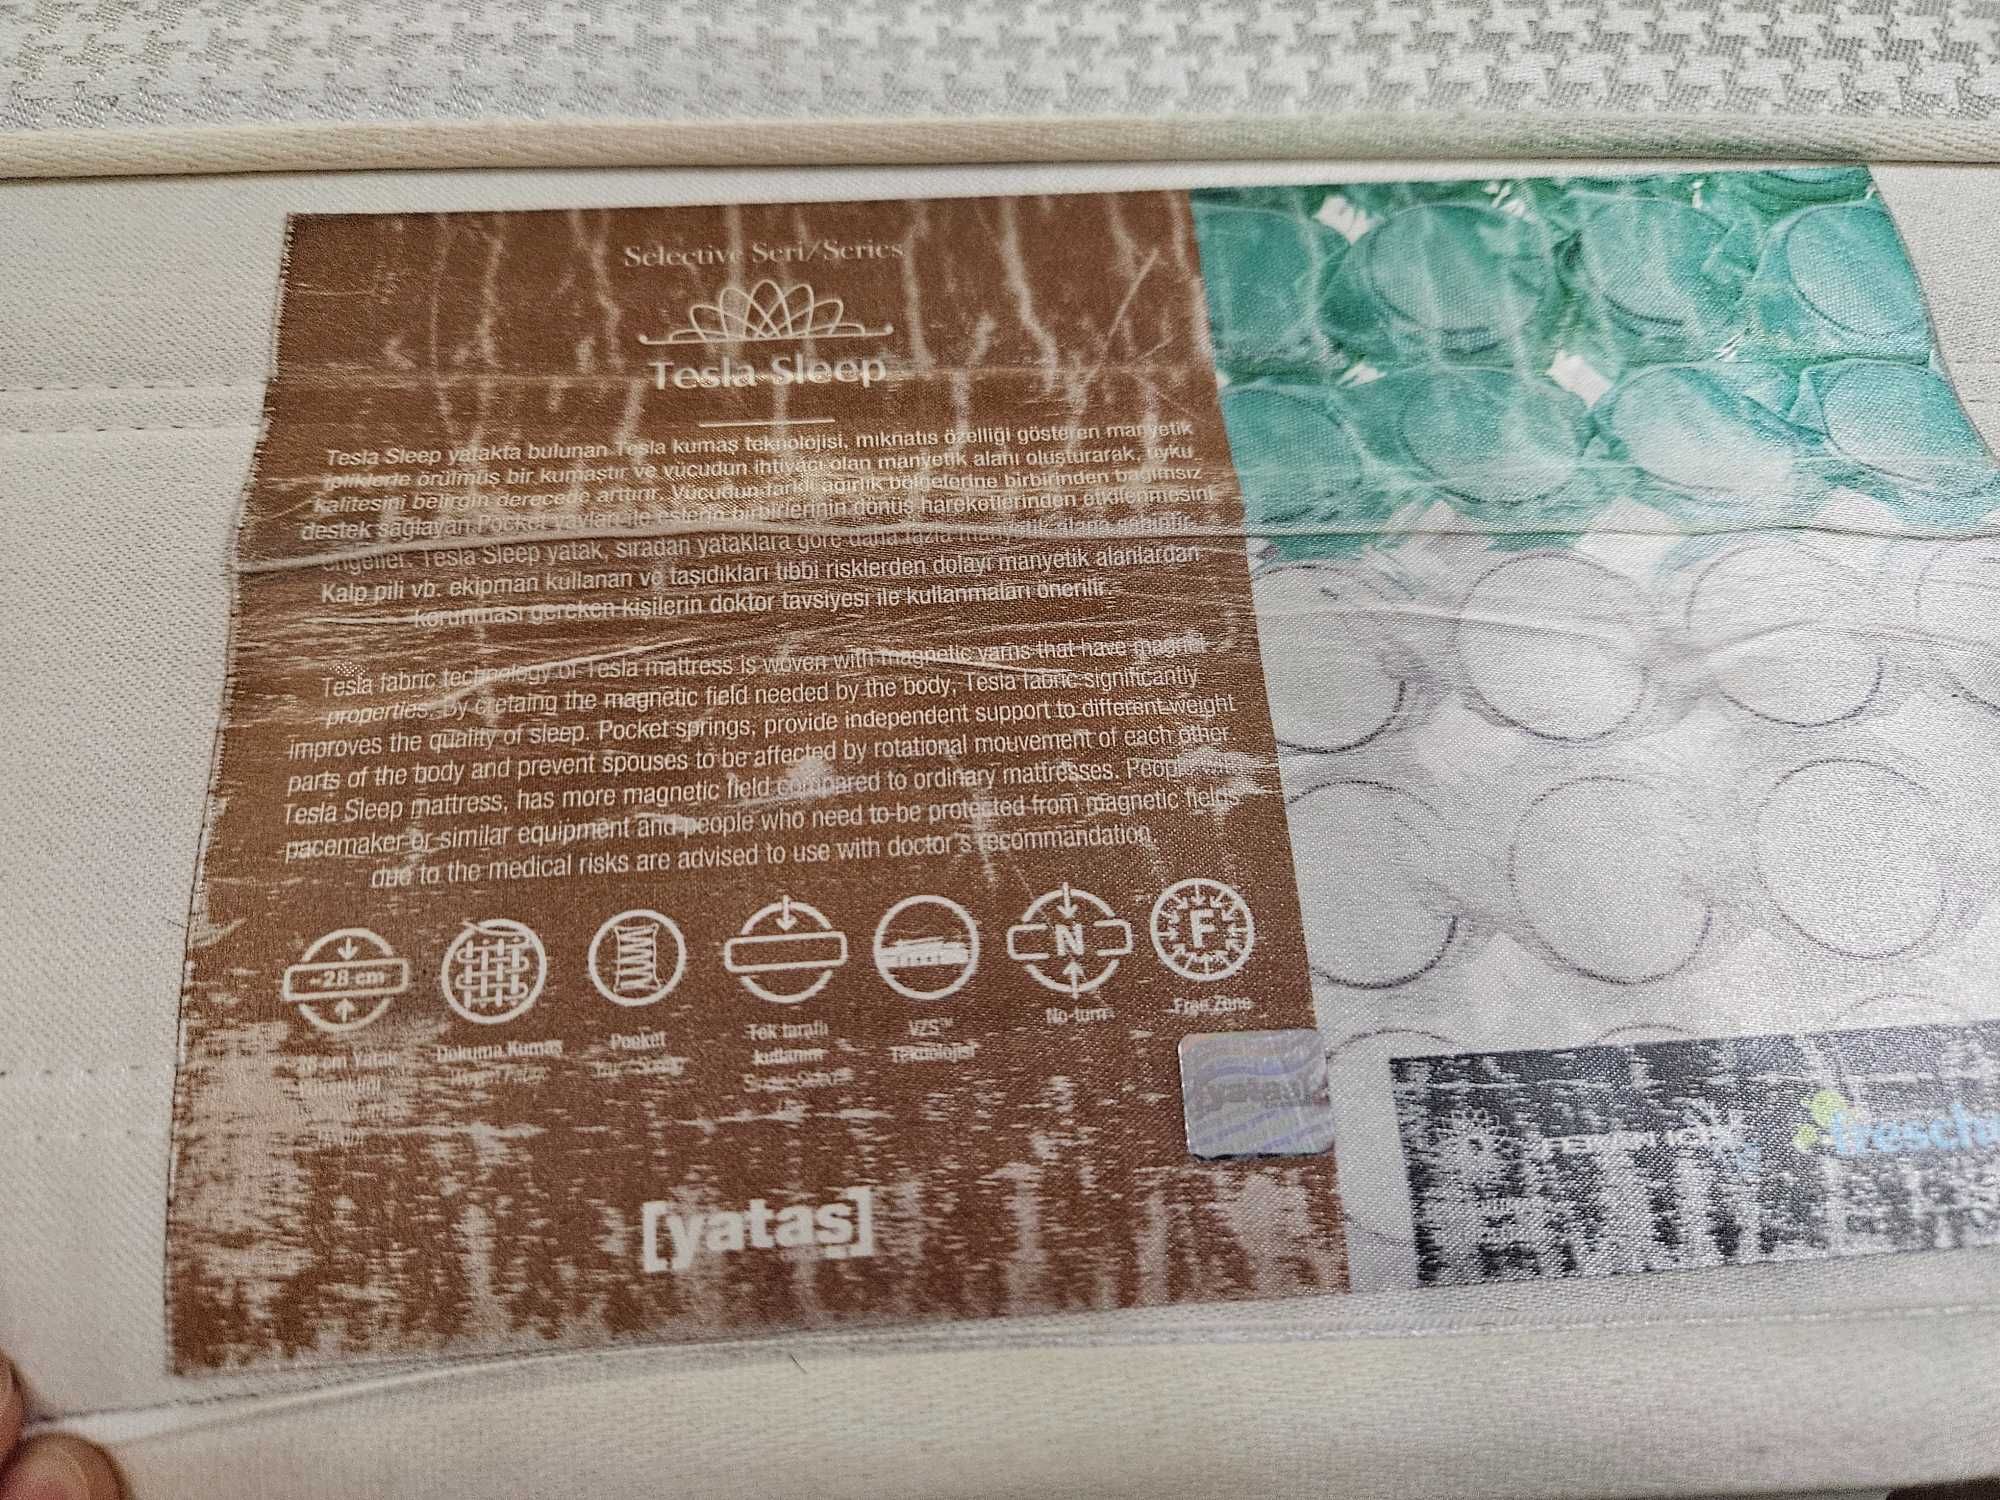 Selective Seri/Series
Tesla Sleep
Tesla Sleep yatakta bulunan Tesla kumaş teknolojisi, mıknatıs özelliği gösteren manyetik
ipliklerle örülmüş bir kumaştır ve vücudun ihtiyacı olan manyetik alanı oluşturarak, uyku
kalitesini belirgin derecede arttırır. Vücudun farklı ağırlık bölgelerine birbirinden bağımsız
destek sağlayan Pocket yaylar ile eşlerin birbirlerinin dönüş hareketlerinden etkilenmesini
engeller. Tesla Sleep yatak, sıradan yataklara göre daha fazla manyetik alana sahiptir.
Kalp pili vb. ekipman kullanan ve taşıdıkları tıbbi risklerden dolayı manyetik alanlardan
korunması gereken kişilerin doktor tavsiyesi ile kullanmaları önerilir.
Tesla fabric technology of Tesla mattress is woven with magnetic yarns that have magnet
properties. By cretaing the magnetic field needed by the body, Tesla fabric significantly
improves the quality of sleep. Pocket springs, provide independent support to different weight
parts of the body and prevent spouses to be affected by rotational mouvement of each other.
Tesla Sleep mattress, has more magnetic field compared to ordinary mattresses. People with
pacemaker or similar equipment and people who need to be protected from magnetic fields
due to the medical risks are advised to use with doctor's recommandation.
~28 cm
N
F
cm Yatak
Dokuma Kumaş
Pocket
Tek taraflı
kullanım
VZS™
Teknolojisi
No-turn
Free Zone
yataş
[yataş]